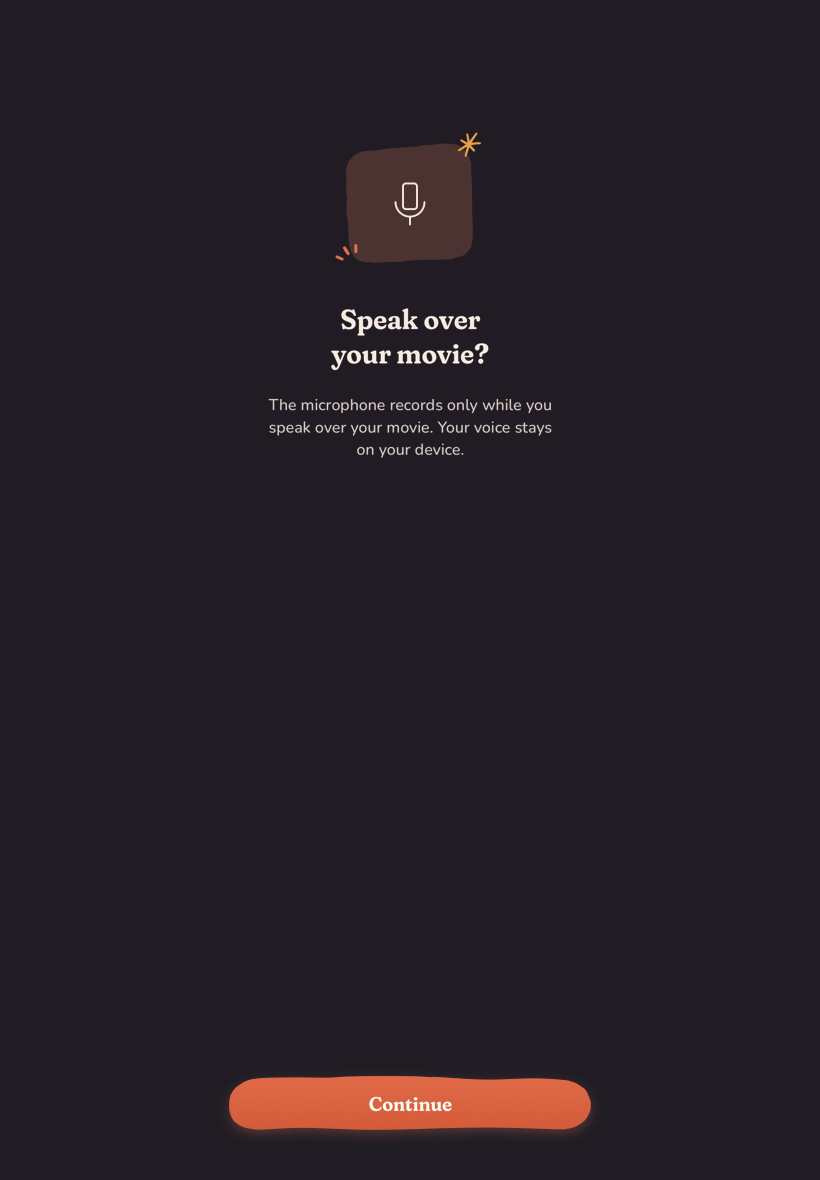 Speak over
your movie?
The microphone records only while you
speak over your movie. Your voice stays
on your device.
Continue